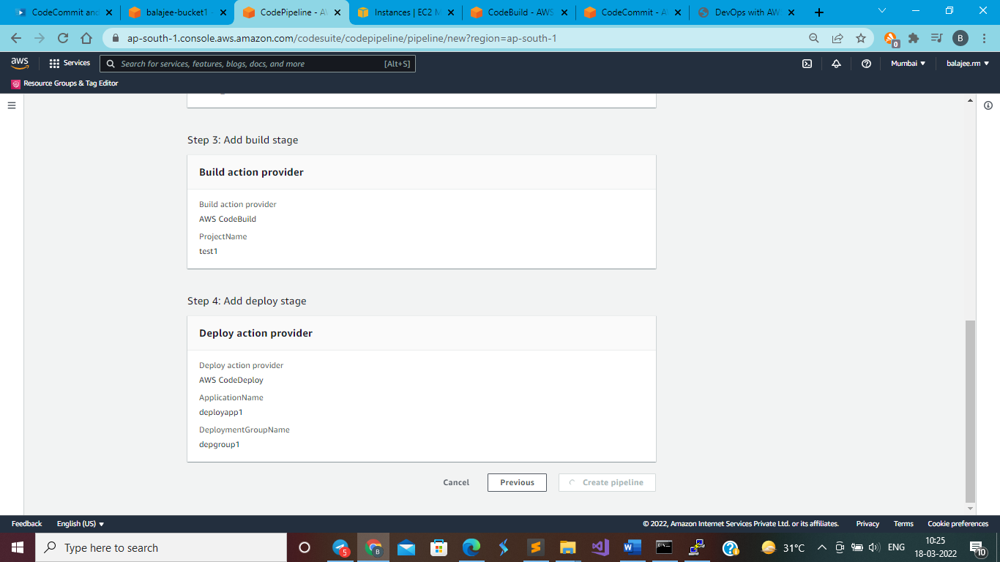 CodeCommit and
balajee-bucket1 -
CodePipeline - A
Instances | EC2 M
CodeBuild - AWS
CodeCommit - A
DevOps with AW
ap-south-1.console.aws.amazon.com/codesuite/codepipeline/pipeline/new?region=ap-south-1
0
B
aws
Services
Search for services, features, blogs, docs, and more
[Alt+S]
Mumbai
balajee.rm
Resource Groups & Tag Editor
Step 3: Add build stage
Build action provider
Build action provider
AWS CodeBuild
ProjectName
test1
Step 4: Add deploy stage
Deploy action provider
Deploy action provider
AWS CodeDeploy
ApplicationName
deployapp1
DeploymentGroupName
depgroup1
Cancel
Previous
Create pipeline
Feedback
English (US)
© 2022, Amazon Internet Services Private Ltd. or its affiliates.
Privacy
Terms
Cookie preferences
Type here to search
5
B
31°C
ENG
10:25
18-03-2022
10